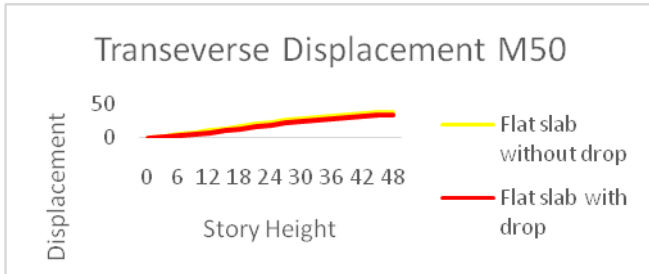 Transeverse Displacement M50
Displacement
50
0
0 6 12 18 24 30 36 42 48
Story Height
Flat slab
without drop
Flat slab with
drop